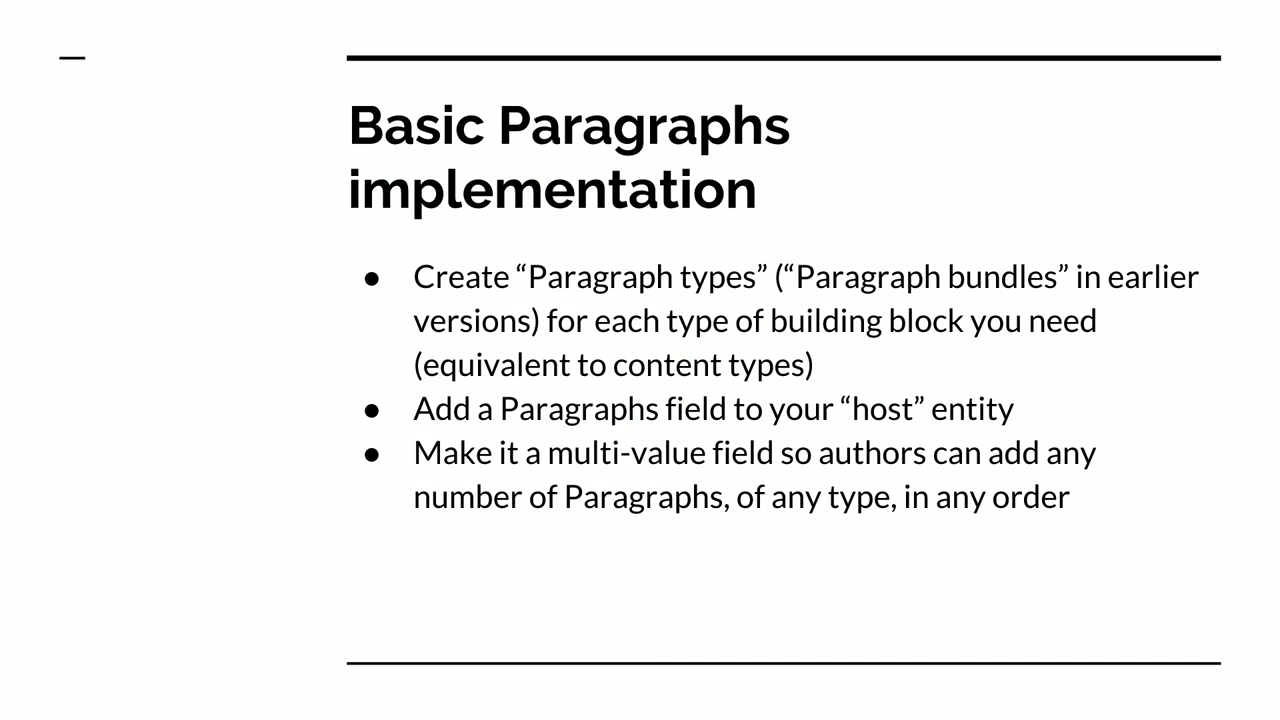 Basic Paragraphs
implementation
● Create “Paragraph types” (“Paragraph bundles” in earlier
versions) for each type of building block you need
(equivalent to content types)
● Add a Paragraphs field to your “host” entity
● Make it a multi-value field so authors can add any
number of Paragraphs, of any type, in any order